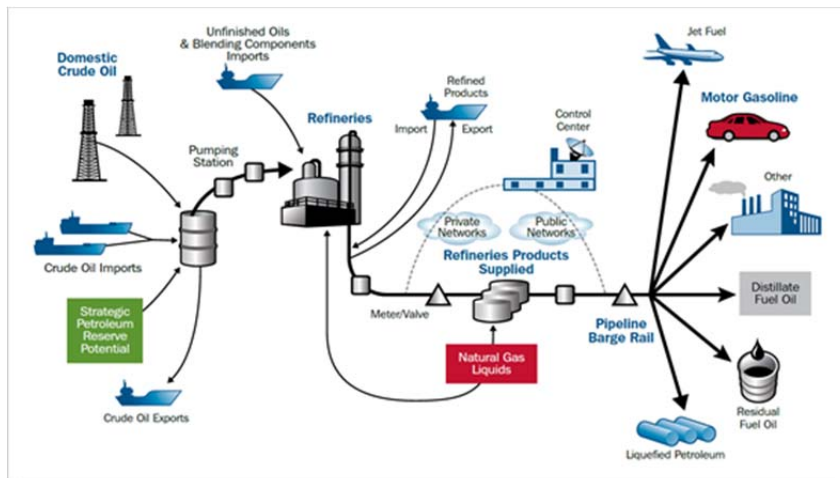 Unfinished Oils
& Blending Components
Imports
Domestic
Crude Oil
Refineries
Refined
Products
Import
Export
Jet Fuel
Motor Gasoline
Control
Center
Pumping
Station
Other
Private
Networks
Public
Networks
Crude Oil Imports
Refineries Products
Supplied
Meter/Valve
Strategic
Petroleum
Reserve
Potential
Natural Gas
Liquids
Pipeline
Barge Rail
Distillate
Fuel Oil
Crude Oil Exports
Residual
Fuel Oil
Liquefied Petroleum